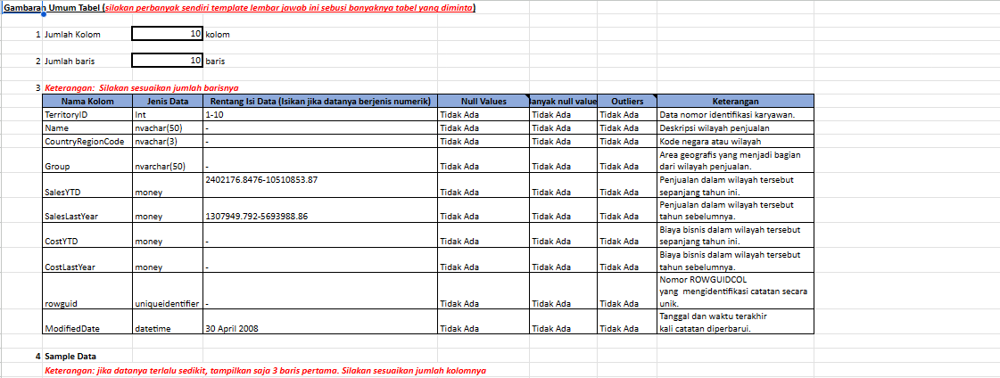 Gambaran Umum Tabel (silakan perbanyak sendiri template lembar jawab ini sebusi banyaknya tabel yang diminta)
1 Jumlah Kolom 10 kolom
2 Jumlah baris 10 baris
3 Keterangan: Silakan sesuaikan jumlah barisnya
Nama Kolom Jenis Data Rentang Isi Data (Isikan jika datanya berjenis numerik) Null Values anyak null value Outliers Keterangan
TerritoryID Int 1-10 Tidak Ada Tidak Ada Tidak Ada Data nomor identifikasi karyawan.
Name nvachar(50) - Tidak Ada Tidak Ada Tidak Ada Deskripsi wilayah penjualan
CountryRegionCode nvachar(3) - Tidak Ada Tidak Ada Tidak Ada Kode negara atau wilayah
Area geografis yang menjadi bagian
Group nvarchar(50) - Tidak Ada Tidak Ada Tidak Ada dari wilayah penjualan.
2402176.8476-10510853.87 Penjualan dalam wilayah tersebut
SalesYTD money Tidak Ada Tidak Ada Tidak Ada sepanjang tahun ini.
Penjualan dalam wilayah tersebut
SalesLastYear money 1307949.792-5693988.86 Tidak Ada Tidak Ada Tidak Ada tahun sebelumnya.
Biaya bisnis dalam wilayah tersebut
CostYTD money - Tidak Ada Tidak Ada Tidak Ada sepanjang tahun ini.
Biaya bisnis dalam wilayah tersebut
CostLastYear money - Tidak Ada Tidak Ada Tidak Ada tahun sebelumnya.
Nomor ROWGUIDCOL
yang mengidentifikasi catatan secara
rowguid uniqueidentifier - Tidak Ada Tidak Ada Tidak Ada unik.
Tanggal dan waktu terakhir
ModifiedDate datetime 30 April 2008 Tidak Ada Tidak Ada Tidak Ada kali catatan diperbarui.
4 Sample Data
Keterangan: jika datanya terlalu sedikit, tampilkan saja 3 baris pertama. Silakan sesuaikan jumlah kolomnya